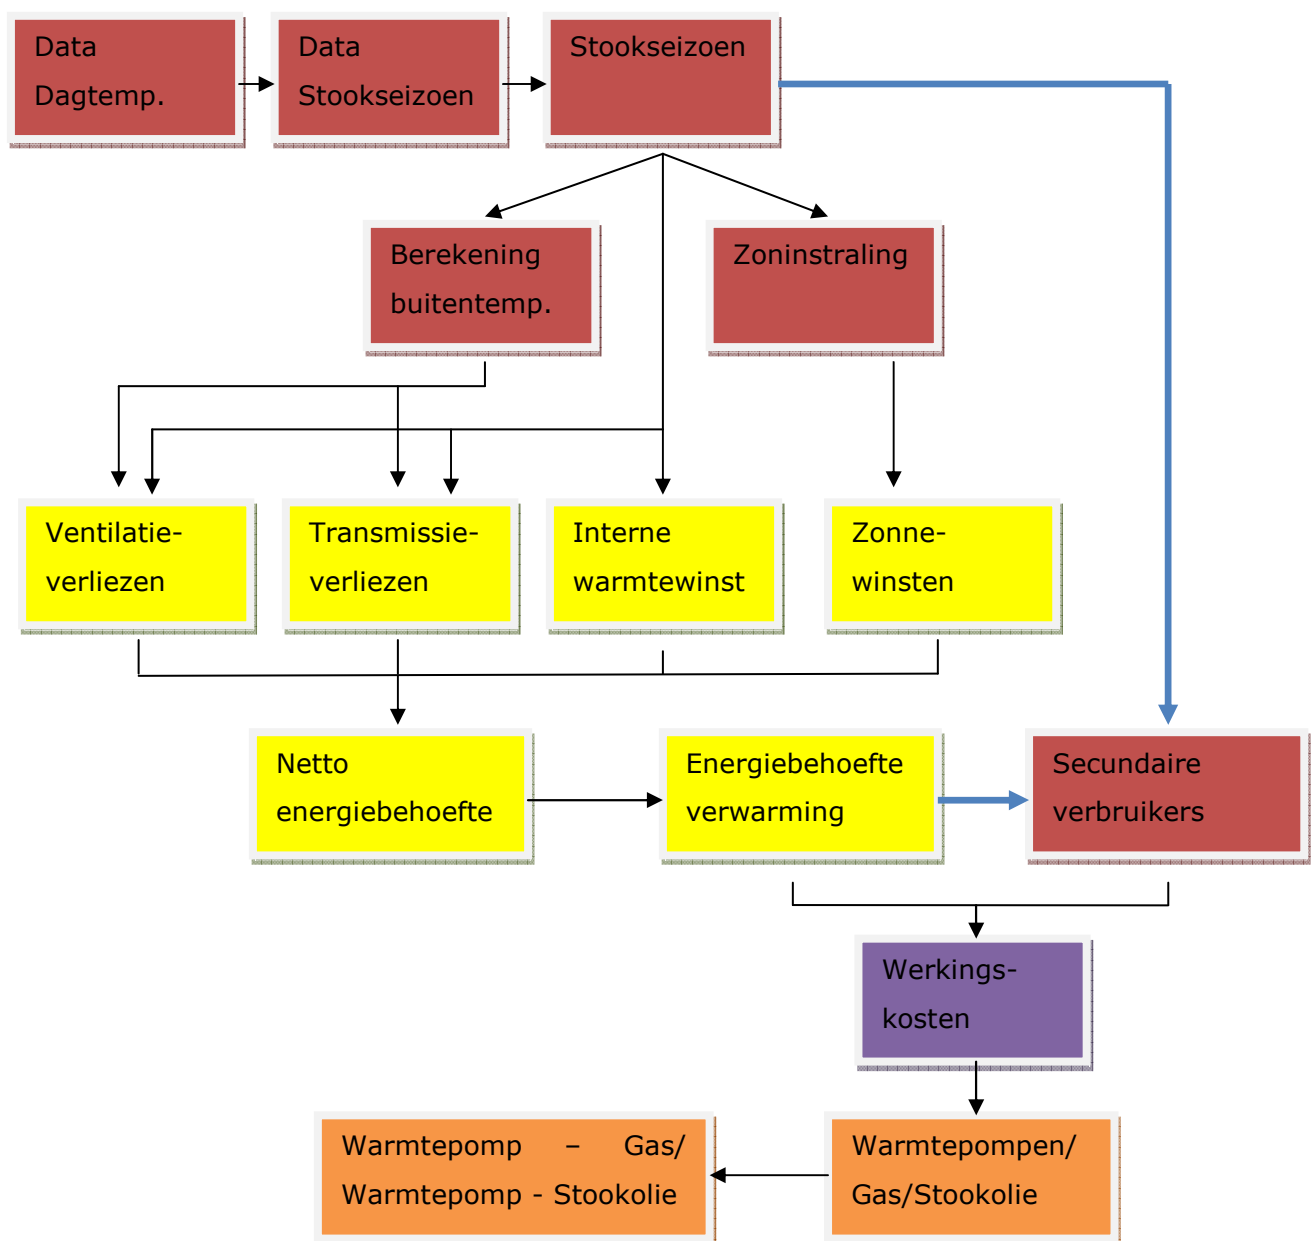 Data
Dagtemp.
Data
Stookseizoen
Stookseizoen
Berekening
buitentemp.
Zoninstraling
Ventilatie-
verliezen
Transmissie-
verliezen
Interne
warmtewinst
Zonne-
winsten
Netto
energiebehoefte
Energiebehoefte
verwarming
Secundaire
verbruikers
Werkings-
kosten
Warmtepomp – Gas/
Warmtepomp - Stookolie
Warmtepompen/
Gas/Stookolie